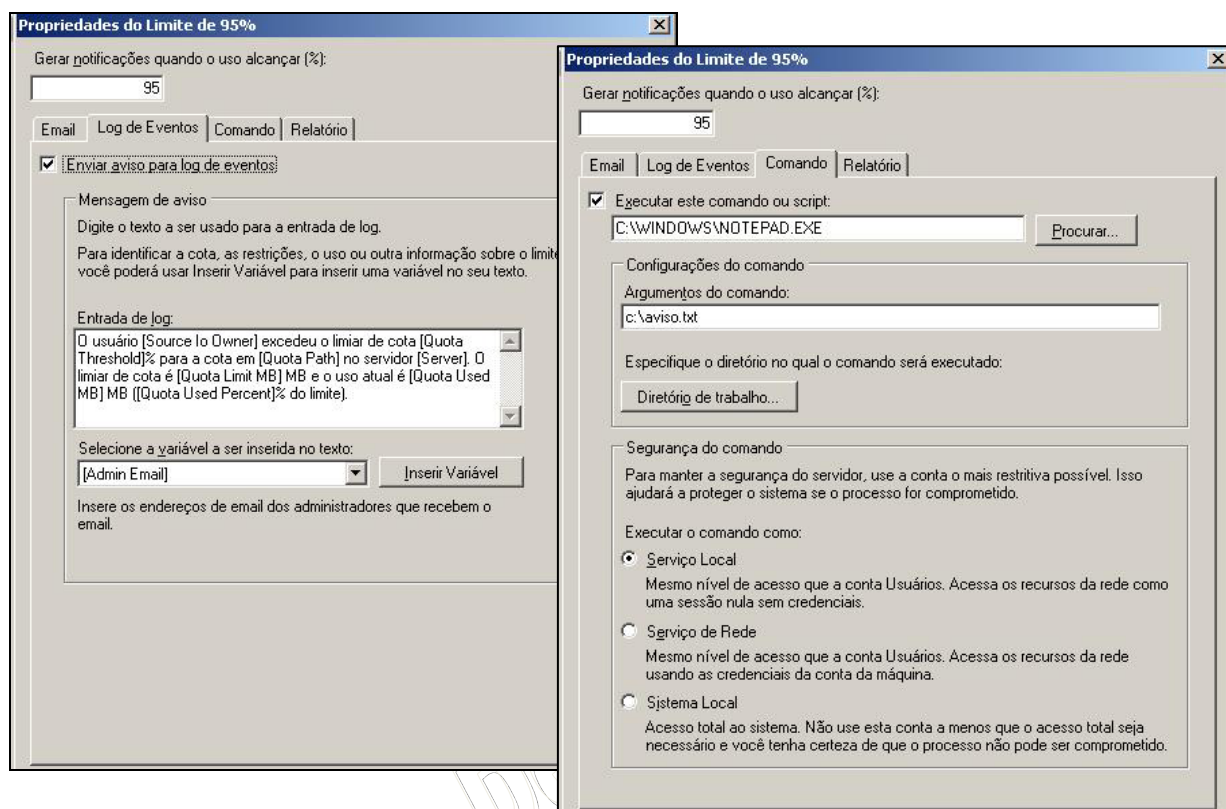 Propriedades do Limite de 95%
Gerar notificações quando o uso alcançar (%):
95
Email
Log de Eventos
Comando
Relatório
Enviar aviso para log de eventos
Mensagem de aviso
Digite o texto a ser usado para a entrada de log.
Para identificar a cota, as restrições, o uso ou outra informação sobre o limite
você poderá usar Inserir Variável para inserir uma variável no seu texto.
Entrada de log:
O usuário [Source Io Owner] excedeu o limiar de cota [Quota
Threshold]% para a cota em [Quota Path] no servidor [Server]. O
limiar de cota é [Quota Limit MB] MB e o uso atual é [Quota Used
MB] MB ([Quota Used Percent]% do limite).
Selecione a variável a ser inserida no texto:
[Admin Email]
Inserir Variável
Insere os endereços de email dos administradores que recebem o
email.
Propriedades do Limite de 95%
Gerar notificações quando o uso alcançar (%):
95
Email
Log de Eventos
Comando
Relatório
Executar este comando ou script:
C:\WINDOWS\NOTEPAD.EXE
Procurar...
Configurações do comando
Argumentos do comando:
c:\aviso.txt
Especifique o diretório no qual o comando será executado:
Diretório de trabalho...
Segurança do comando
Para manter a segurança do servidor, use a conta o mais restritiva possível. Isso
ajudará a proteger o sistema se o processo for comprometido.
Executar o comando como:
Serviço Local
Mesmo nível de acesso que a conta Usuários. Acessa os recursos da rede como
uma sessão nula sem credenciais.
Serviço de Rede
Mesmo nível de acesso que a conta Usuários. Acessa os recursos da rede
usando as credenciais da conta da máquina.
Sistema Local
Acesso total ao sistema. Não use esta conta a menos que o acesso total seja
necessário e você tenha certeza de que o processo não pode ser comprometido.